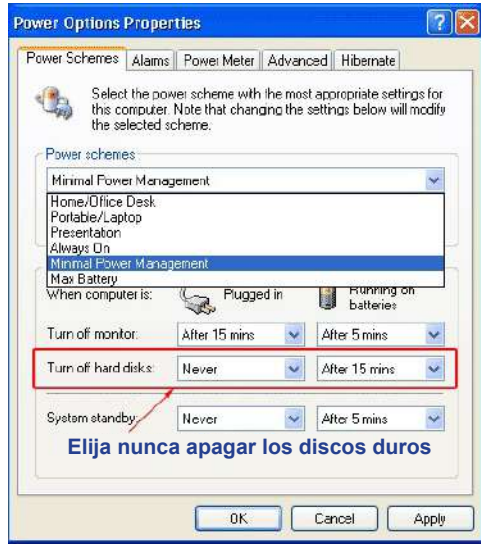 Power Options Properties
Power Schemes Alarms Power Meter Advanced Hibernate
Select the power scheme with the most appropriate settings for
this computer. Note that changing the settings below will modify
the selected scheme.
Power schemes
Minimal Power Management
Home/Office Desk
Portable/Laptop
Presentation
Always On
Minimal Power Management
Max Battery
When computer is: Plugged in Running on
batteries
Turn off monitor: After 15 mins After 5 mins
Turn off hard disks: Never After 15 mins
System standby: Never After 5 mins
Elija nunca apagar los discos duros
OK Cancel Apply